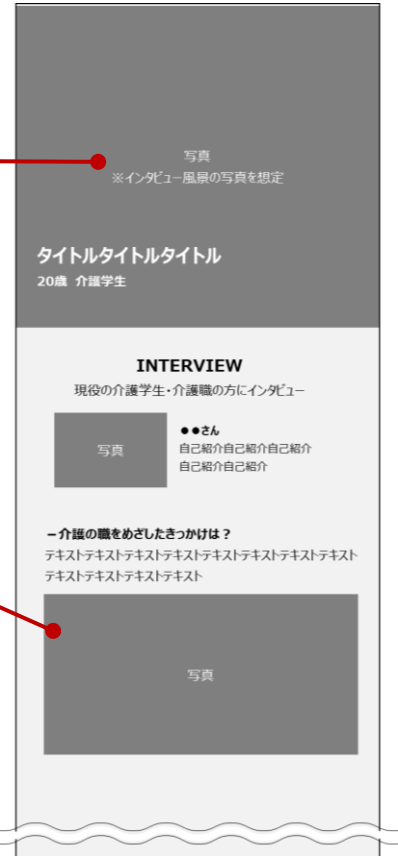 写真
※インタビュー風景の写真を想定
タイトルタイトルタイトル
20歳 介護学生
INTERVIEW
現役の介護学生・介護職の方にインタビュー
写真
●●さん
自己紹介自己紹介自己紹介
自己紹介自己紹介
－介護の職をめざしたきっかけは？
テキストテキストテキストテキストテキストテキストテキストテキスト
テキストテキストテキストテキスト
写真